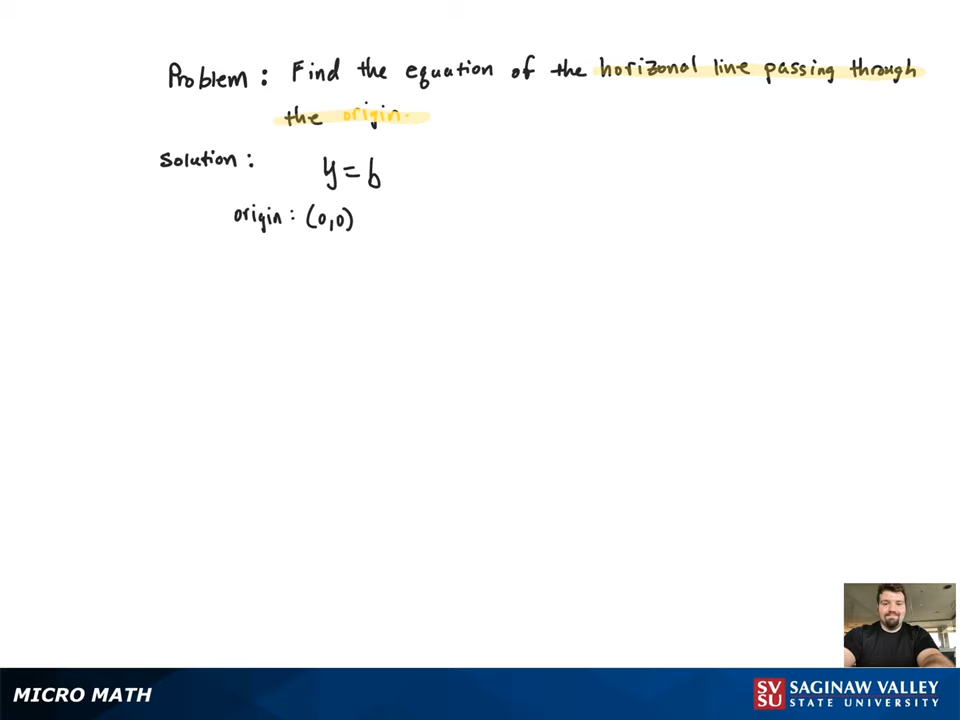 Problem: Find the equation of the horizonal line passing through
the origin.
Solution:
y = b
origin: (0,0)
MICRO MATH
SV SU SAGINAW VALLEY STATE UNIVERSITY